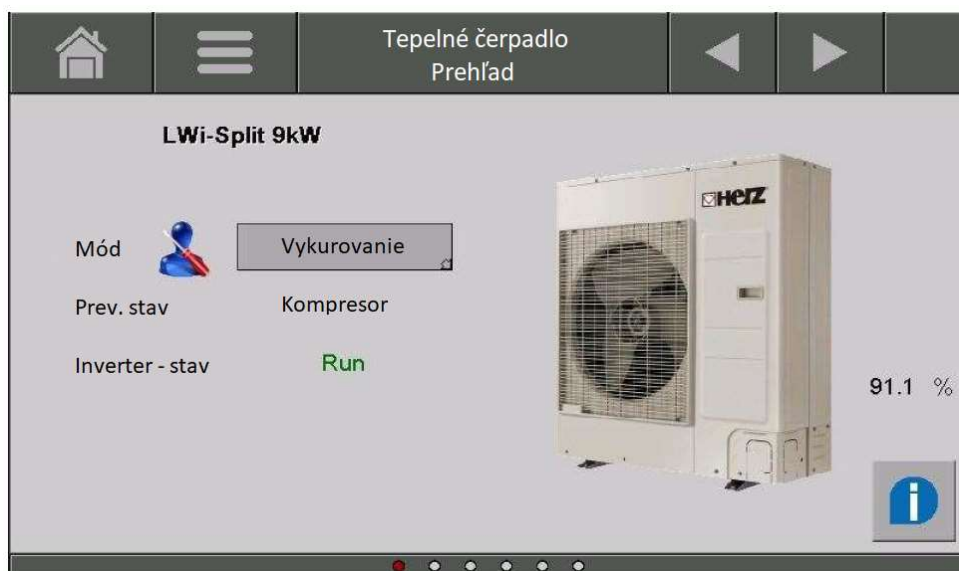 Tepelné čerpadlo
Prehľad
LWi-Split 9kW
HERZ
Mód
Vykurovanie
Prev. stav
Kompresor
Inverter - stav
Run
91.1 %
i